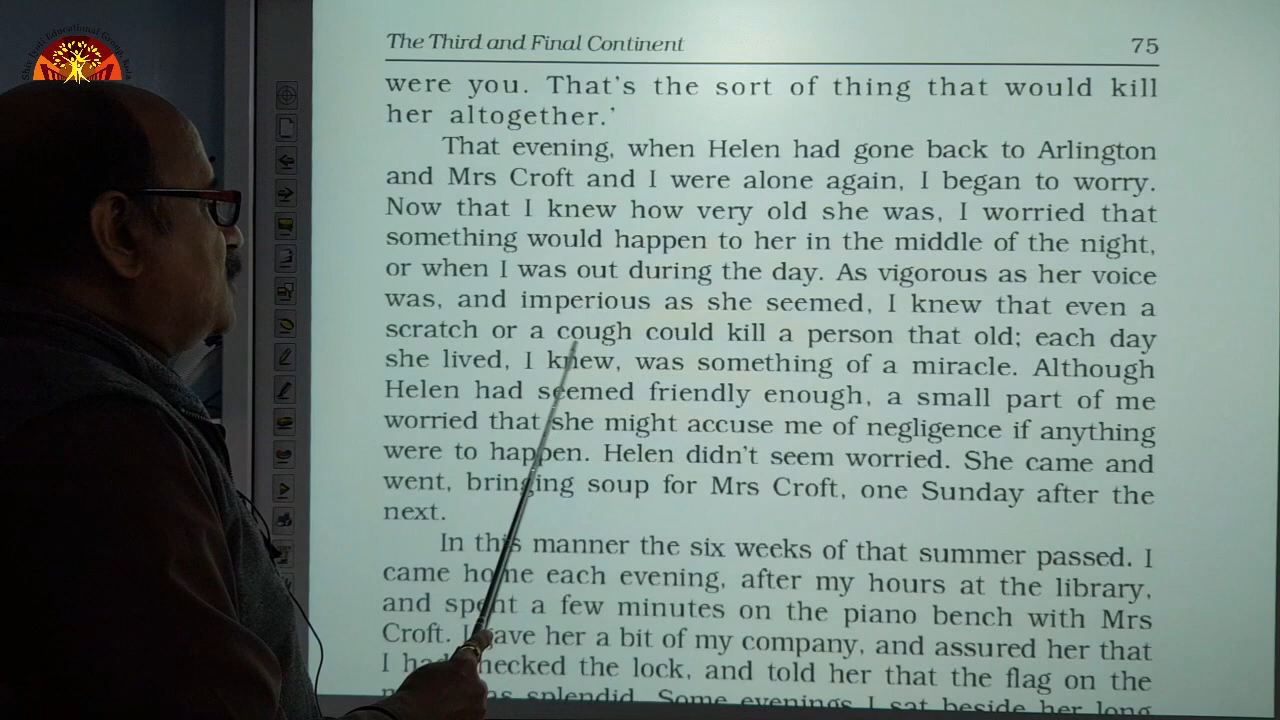 Shiv Jyoti Educational Group, Kota
The Third and Final Continent 75
were you. That's the sort of thing that would kill
her altogether.'
That evening, when Helen had gone back to Arlington
and Mrs Croft and I were alone again, I began to worry.
Now that I knew how very old she was, I worried that
something would happen to her in the middle of the night,
or when I was out during the day. As vigorous as her voice
was, and imperious as she seemed, I knew that even a
scratch or a cough could kill a person that old; each day
she lived, I knew, was something of a miracle. Although
Helen had seemed friendly enough, a small part of me
worried that she might accuse me of negligence if anything
were to happen. Helen didn't seem worried. She came and
went, bringing soup for Mrs Croft, one Sunday after the
next.
In this manner the six weeks of that summer passed. I
came home each evening, after my hours at the library,
and spent a few minutes on the piano bench with Mrs
Croft. I gave her a bit of my company, and assured her that
I had checked the lock, and told her that the flag on the
splendid. Some evenings I sat beside her long